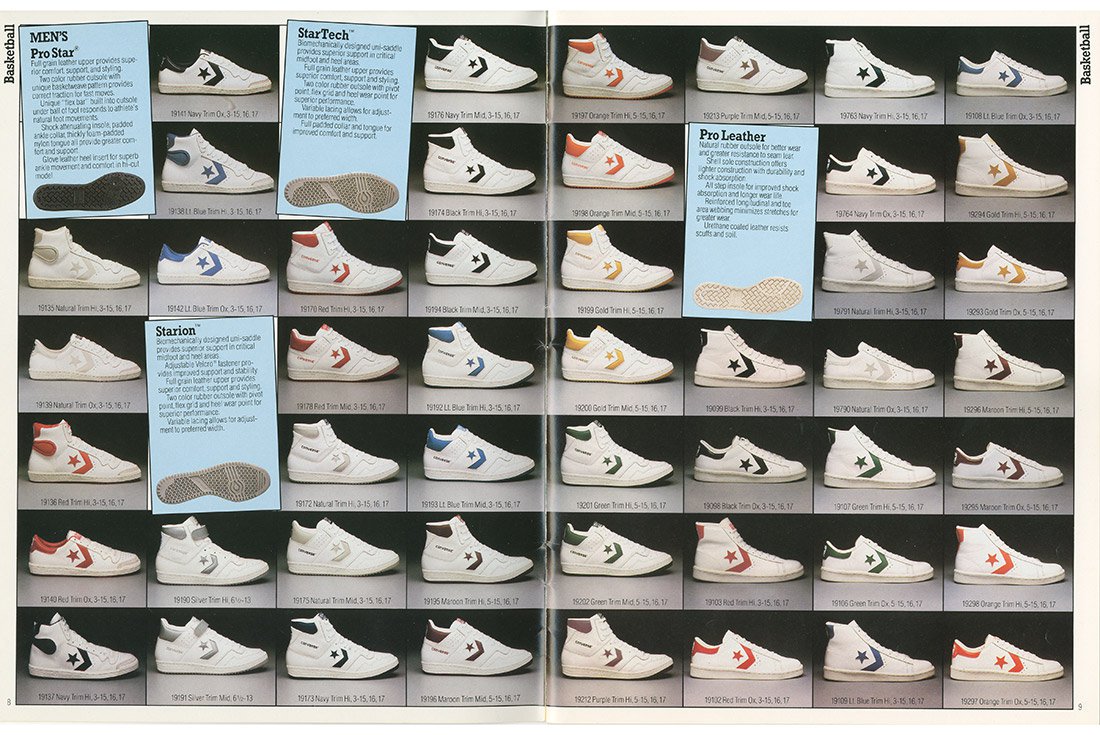 Basketball
MEN'S
Pro Star®
Full grain leather upper provides supe-
rior comfort, support, and styling.
Two color rubber outsole with
unique basketweave pattern provides
correct traction for fast moves.
Unique "flex bar" built into outsole
under ball of foot responds to athlete's
natural foot movements.
Shock attenuating insole, padded
ankle collar, thickly foam-padded
nylon tongue all provide greater com-
fort and support.
Glove leather heel insert for superb
ankle movement and comfort in hi-cut
model.
StarTech™
Biomechanically designed uni-saddle
provides superior support in critical
midfoot and heel areas.
Full grain leather upper provides
superior comfort, support and styling.
Two color rubber outsole with pivot
point, flex grid and heel wear point for
superior performance.
Variable lacing allows for adjust-
ment to preferred width.
Full padded collar and tongue for
improved comfort and support.
Starion™
Biomechanically designed uni-saddle
provides superior support in critical
midfoot and heel areas.
Adjustable Velcro® fastener pro-
vides improved support and stability.
Full grain leather upper provides
superior comfort, support and styling.
Two color rubber outsole with pivot
point, flex grid and heel wear point for
superior performance.
Variable lacing allows for adjust-
ment to preferred width.
19141 Navy Trim Ox, 3-15, 16, 17
19176 Navy Trim Mid, 3-15, 16, 17
19138 Lt. Blue Trim Hi, 3-15, 16, 17
19174 Black Trim Hi, 3-15, 16, 17
19135 Natural Trim Hi, 3-15, 16, 17
19142 Lt. Blue Trim Ox, 3-15, 16, 17
19170 Red Trim Hi, 3-15, 16, 17
19194 Black Trim Mid, 3-15, 16, 17
19139 Natural Trim Ox, 3-15, 16, 17
19178 Red Trim Mid, 3-15, 16, 17
19192 Lt. Blue Trim Hi, 3-15, 16, 17
19136 Red Trim Hi, 3-15, 16, 17
19172 Natural Trim Hi, 3-15, 16, 17
19193 Lt. Blue Trim Mid, 3-15, 16, 17
19140 Red Trim Ox, 3-15, 16, 17
19190 Silver Trim Hi, 6½-13
19175 Natural Trim Mid, 3-15, 16, 17
19195 Maroon Trim Hi, 5-15, 16, 17
19137 Navy Trim Hi, 3-15, 16, 17
19191 Silver Trim Mid, 6½-13
19173 Navy Trim Hi, 3-15, 16, 17
19196 Maroon Trim Mid, 5-15, 16, 17
8
Basketball
Pro Leather
Natural rubber outsole for better wear
and greater resistance to seam tear.
Shell sole construction offers
lighter construction with durability and
shock absorption.
All step insole for improved shock
absorption and longer wear life.
Reinforced longitudinal and toe
area webbing minimizes stretches for
greater wear.
Urethane coated leather resists
scuffs and soil.
19197 Orange Trim Hi, 5-15, 16, 17
19213 Purple Trim Mid, 5-15, 16, 17
19763 Navy Trim Hi, 3-15, 16, 17
19108 Lt. Blue Trim Ox, 3-15, 16, 17
19198 Orange Trim Mid, 5-15, 16, 17
19764 Navy Trim Ox, 3-15, 16, 17
19294 Gold Trim Hi, 5-15, 16, 17
19199 Gold Trim Hi, 5-15, 16, 17
19791 Natural Trim Hi, 3-15, 16, 17
19293 Gold Trim Ox, 5-15, 16, 17
19200 Gold Trim Mid, 5-15, 16, 17
19099 Black Trim Hi, 3-15, 16, 17
19790 Natural Trim Ox, 3-15, 16, 17
19296 Maroon Trim Hi, 5-15, 16, 17
19201 Green Trim Hi, 5-15, 16, 17
19098 Black Trim Ox, 3-15, 16, 17
19107 Green Trim Hi, 5-15, 16, 17
19295 Maroon Trim Ox, 5-15, 16, 17
19202 Green Trim Mid, 5-15, 16, 17
19103 Red Trim Hi, 3-15, 16, 17
19106 Green Trim Ox, 5-15, 16, 17
19298 Orange Trim Hi, 5-15, 16, 17
19212 Purple Trim Hi, 5-15, 16, 17
19102 Red Trim Ox, 3-15, 16, 17
19109 Lt. Blue Trim Hi, 3-15, 16, 17
19297 Orange Trim Ox, 5-15, 16, 17
9